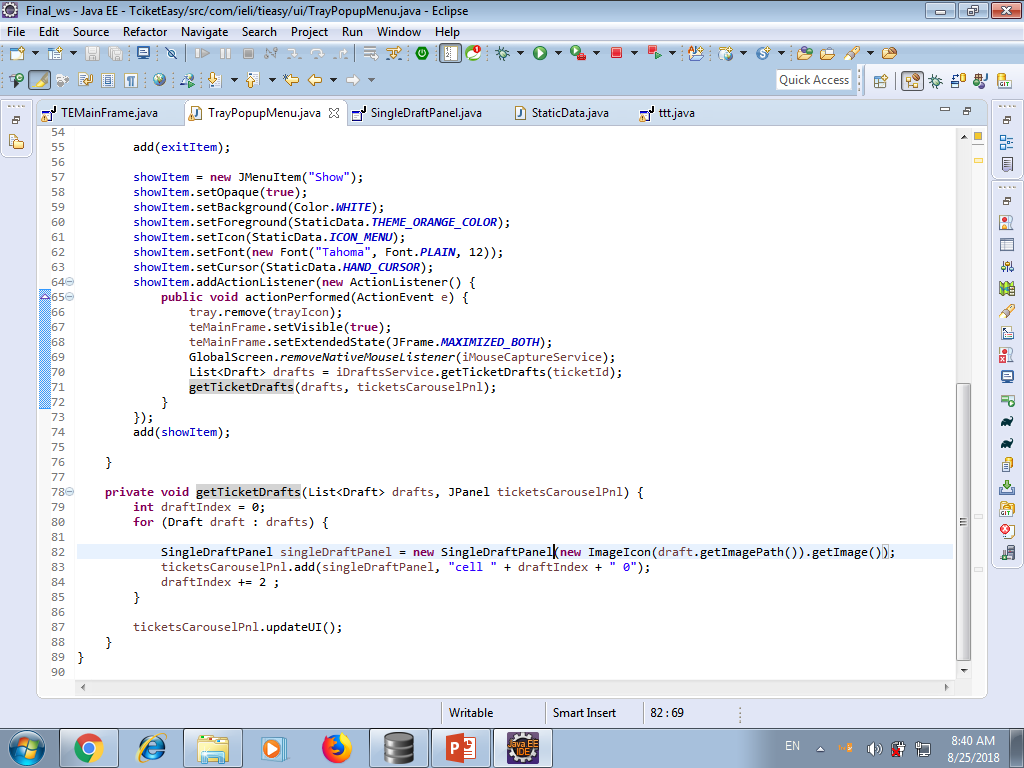 Final_ws - Java EE - TciketEasy/src/com/ieli/tieasy/ui/TrayPopupMenu.java - Eclipse
File Edit Source Refactor Navigate Search Project Run Window Help
Quick Access
TEMainFrame.java TrayPopupMenu.java SingleDraftPanel.java StaticData.java ttt.java
54
55 add(exitItem);
56
57 showItem = new JMenuItem("Show");
58 showItem.setOpaque(true);
59 showItem.setBackground(Color.WHITE);
60 showItem.setForeground(StaticData.THEME_ORANGE_COLOR);
61 showItem.setIcon(StaticData.ICON_MENU);
62 showItem.setFont(new Font("Tahoma", Font.PLAIN, 12));
63 showItem.setCursor(StaticData.HAND_CURSOR);
64 showItem.addActionListener(new ActionListener() {
65 public void actionPerformed(ActionEvent e) {
66 tray.remove(trayIcon);
67 teMainFrame.setVisible(true);
68 teMainFrame.setExtendedState(JFrame.MAXIMIZED_BOTH);
69 GlobalScreen.removeNativeMouseListener(iMouseCaptureService);
70 List<Draft> drafts = iDraftsService.getTicketDrafts(ticketId);
71 getTicketDrafts(drafts, ticketsCarouselPnl);
72 }
73 });
74 add(showItem);
75
76 }
77
78 private void getTicketDrafts(List<Draft> drafts, JPanel ticketsCarouselPnl) {
79 int draftIndex = 0;
80 for (Draft draft : drafts) {
81
82 SingleDraftPanel singleDraftPanel = new SingleDraftPanel(new ImageIcon(draft.getImagePath()).getImage());
83 ticketsCarouselPnl.add(singleDraftPanel, "cell " + draftIndex + " 0");
84 draftIndex += 2 ;
85 }
86
87 ticketsCarouselPnl.updateUI();
88 }
89 }
90
Writable Smart Insert 82 : 69
EN 8:40 AM
8/25/2018